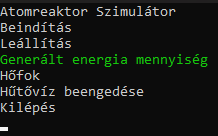 Atomreaktor Szimulátor
Beindítás
Leállítás
Generált energia mennyiség
Hőfok
Hűtővíz beengedése
Kilépés